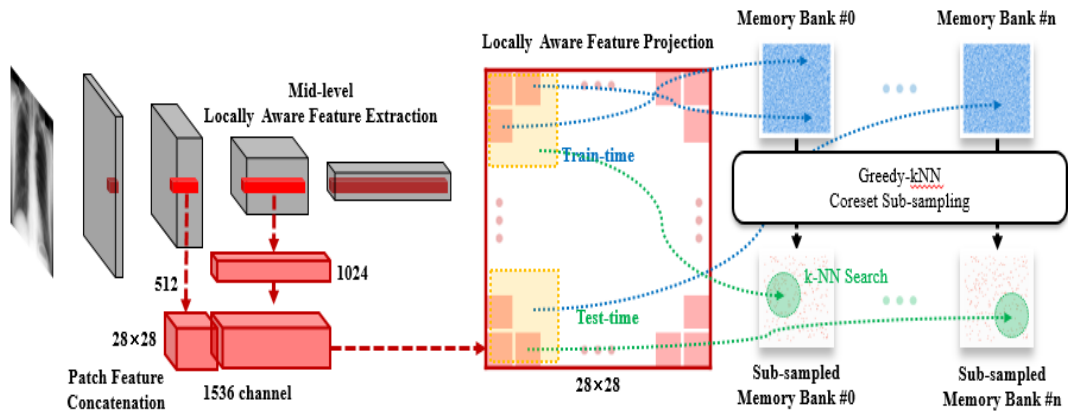 Mid-level
Locally Aware Feature Extraction
512
1024
28×28
Patch Feature
Concatenation
1536 channel
Locally Aware Feature Projection
Train-time
Test-time
28×28
Memory Bank #0
Memory Bank #n
Greedy-kNN
Coreset Sub-sampling
k-NN Search
Sub-sampled
Memory Bank #0
Sub-sampled
Memory Bank #n